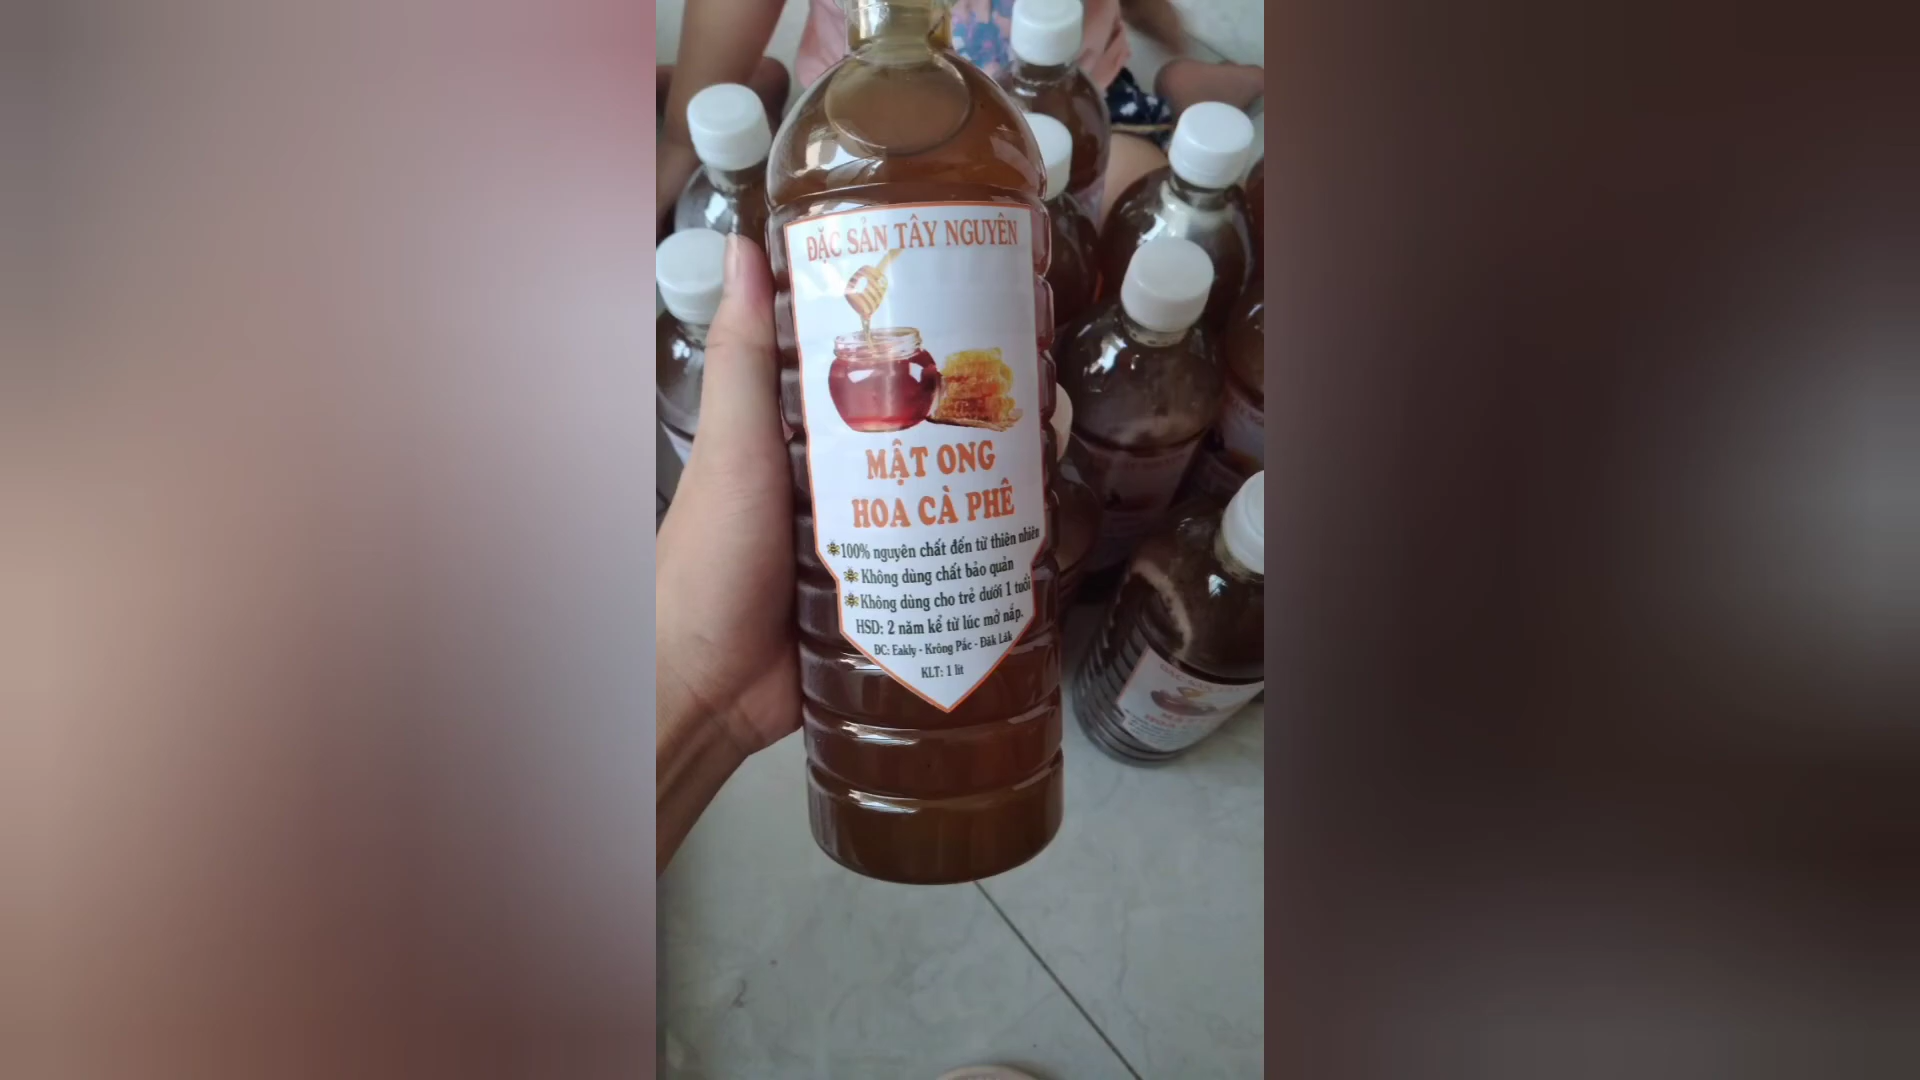 ĐẶC SẢN TÂY NGUYÊN
MẬT ONG
HOA CÀ PHÊ
100% nguyên chất đến từ thiên nhiên
Không dùng chất bảo quản
Không dùng cho trẻ dưới 1 tuổi
HSD: 2 năm kể từ lúc mở nắp.
ĐC: Eakly - Krông Pắc - Đăk Lăk
KLT: 1 lít
MẬT